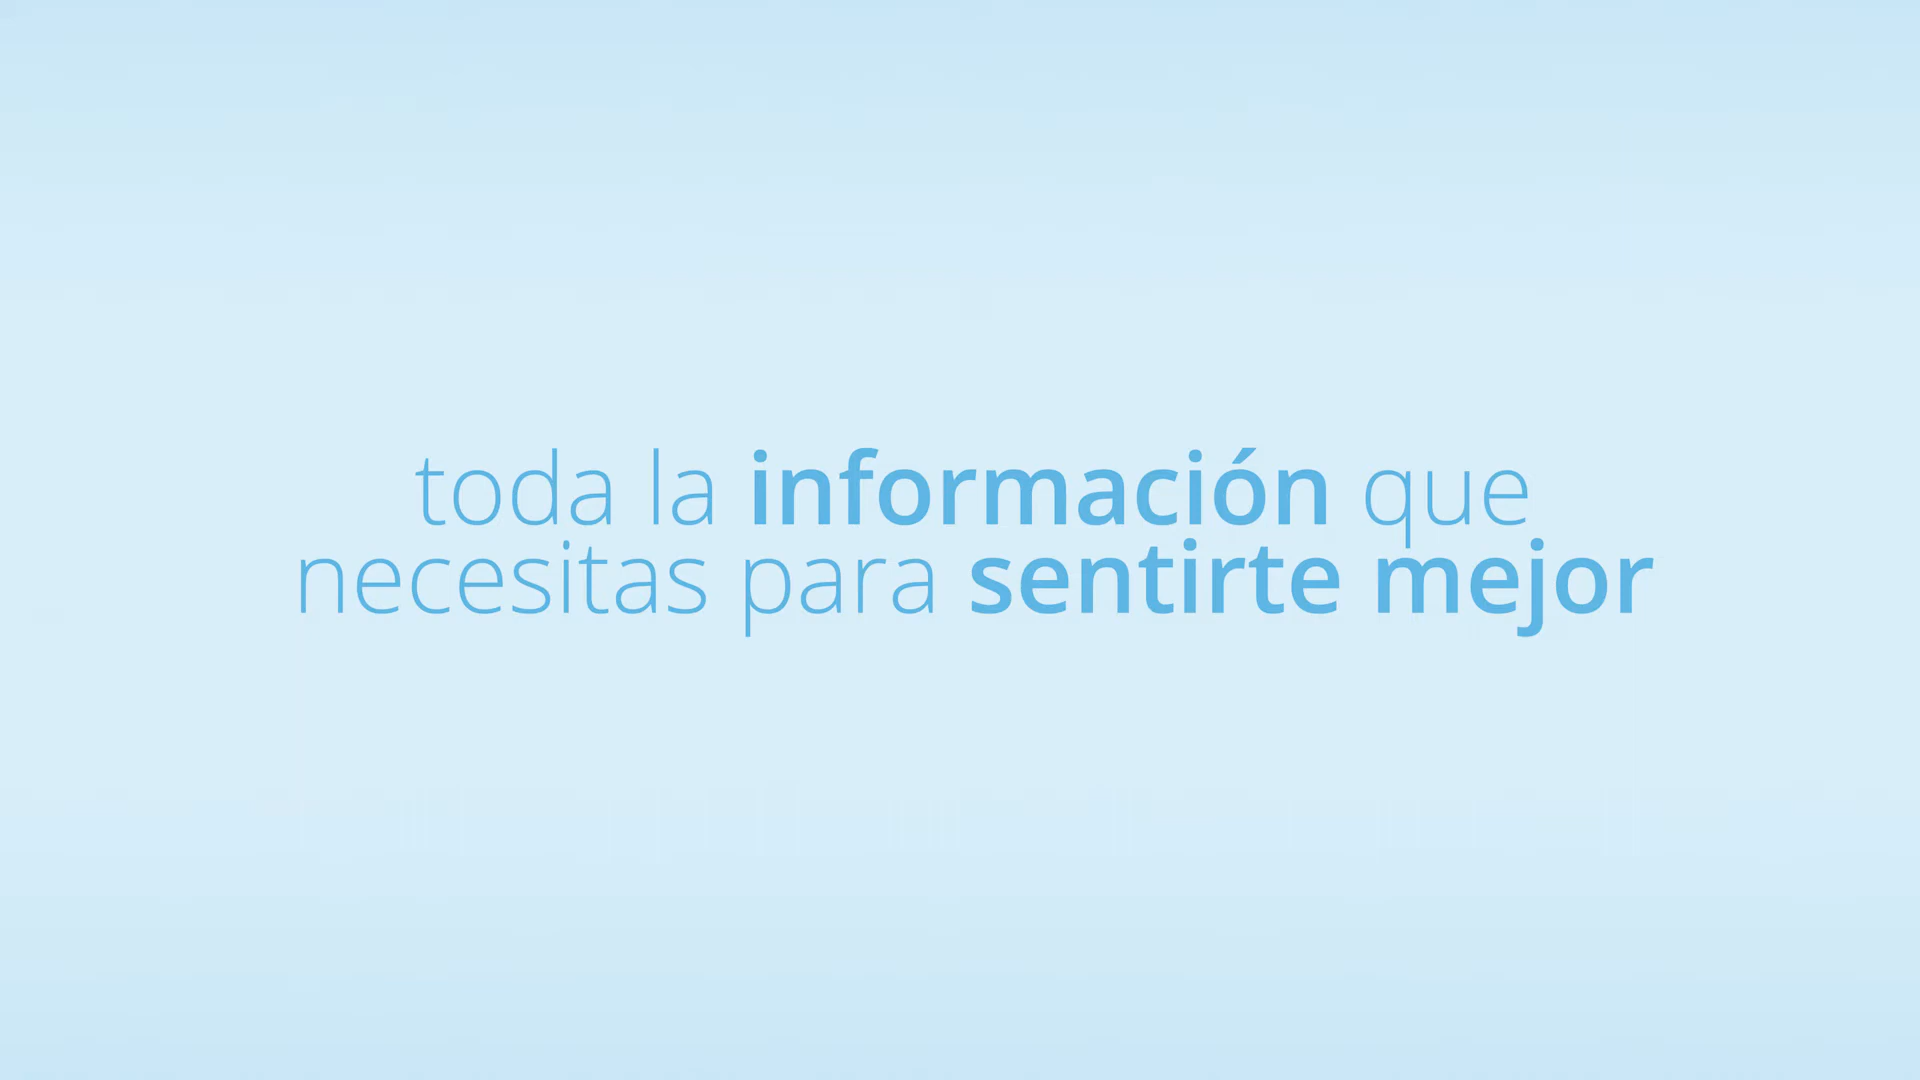 toda la información que
necesitas para sentirte mejor